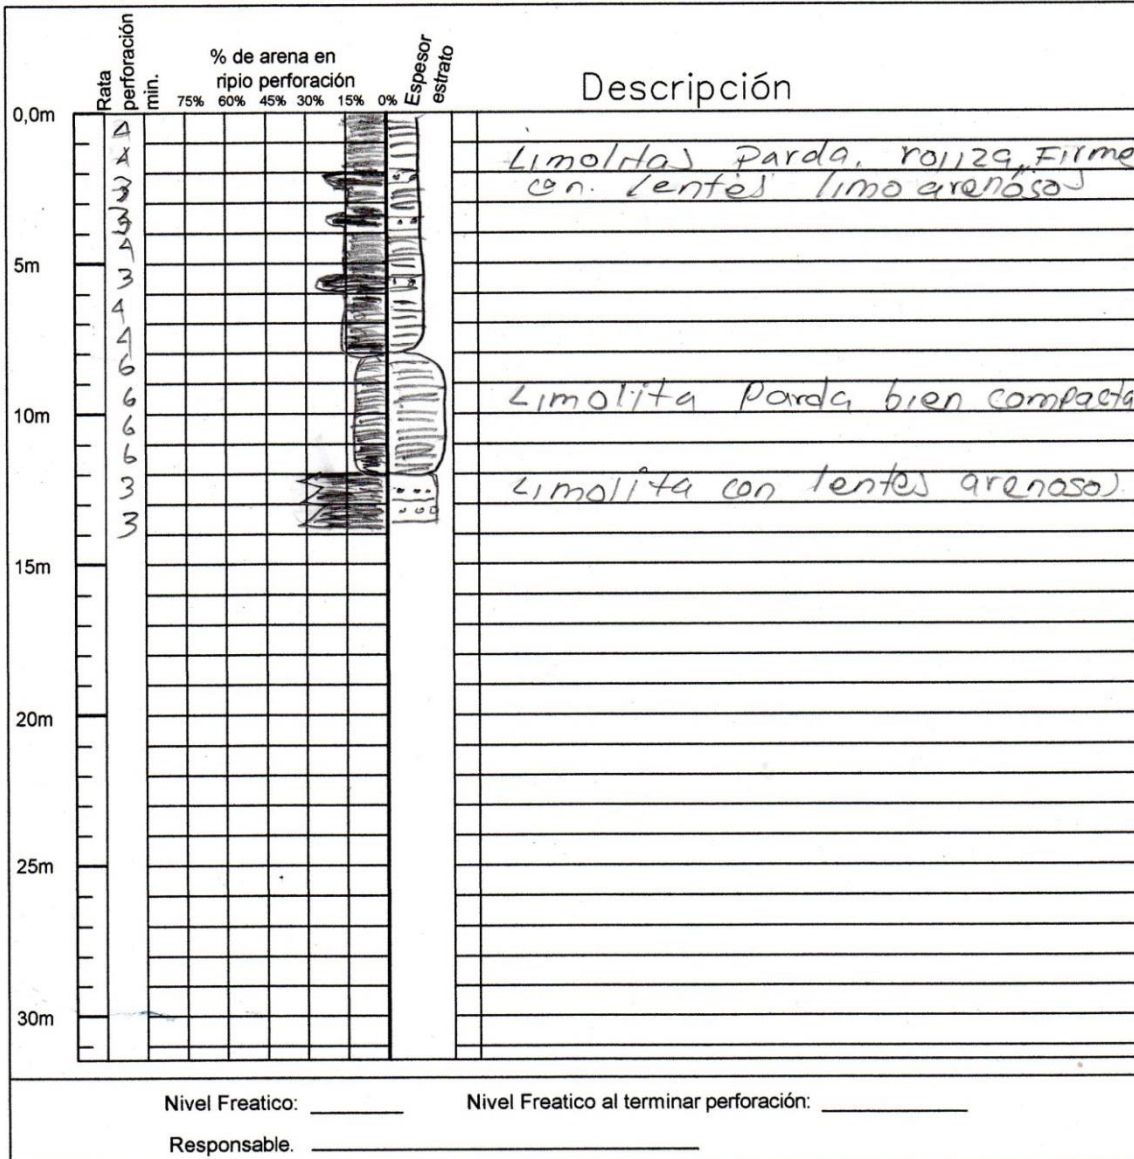 Rata perforación min.
% de arena en
ripio perforación
75% 60% 45% 30% 15% 0%
Espesor estrato
Descripción
0,0m
4
4
Limolitas Parda. rojiza, Firme
3
con. lentes limo arenosos
3
4
5m
3
4
4
6
6
Limolita Parda bien compacta
10m
6
6
3
Limolita con lentes arenosos.
3
15m
20m
25m
30m
Nivel Freatico: Nivel Freatico al terminar perforación:
Responsable.